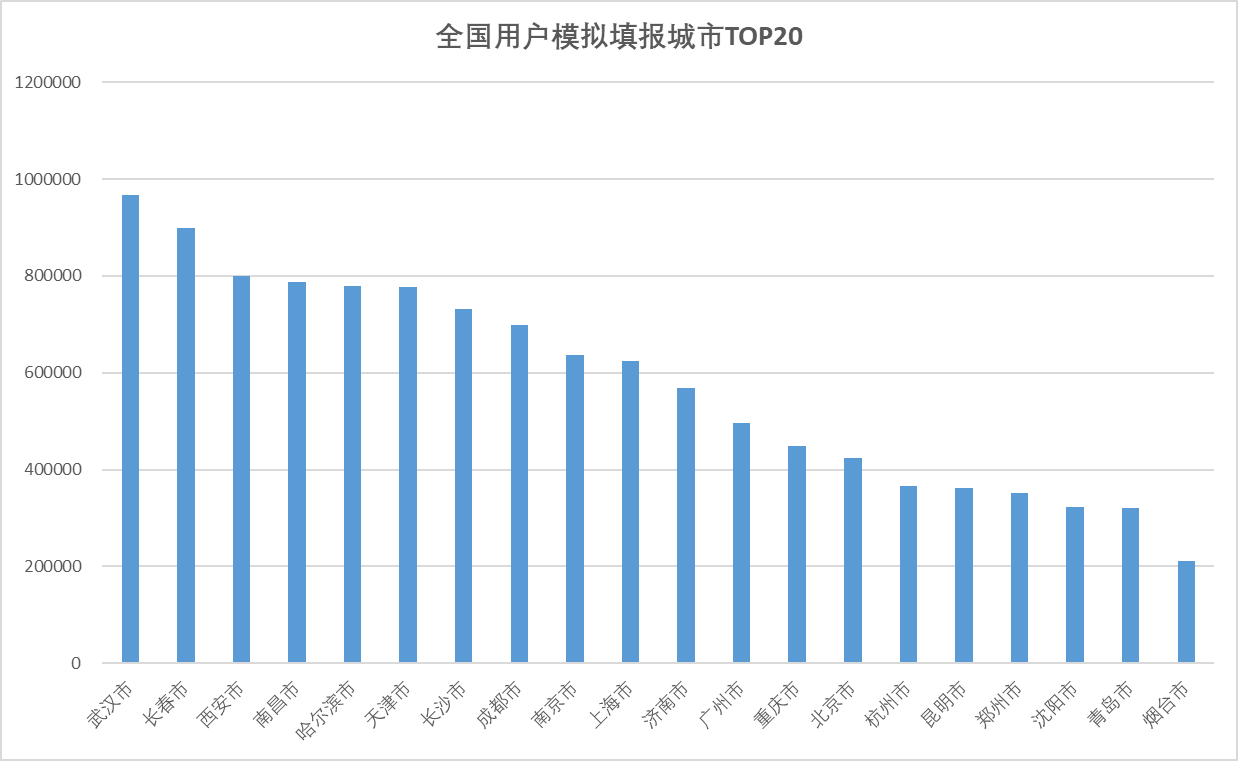 全国用户模拟填报城市TOP20
1200000
1000000
800000
600000
400000
200000
0
武汉市
长春市
西安市
南昌市
哈尔滨市
天津市
长沙市
成都市
南京市
上海市
济南市
广州市
重庆市
北京市
杭州市
昆明市
郑州市
沈阳市
青岛市
烟台市